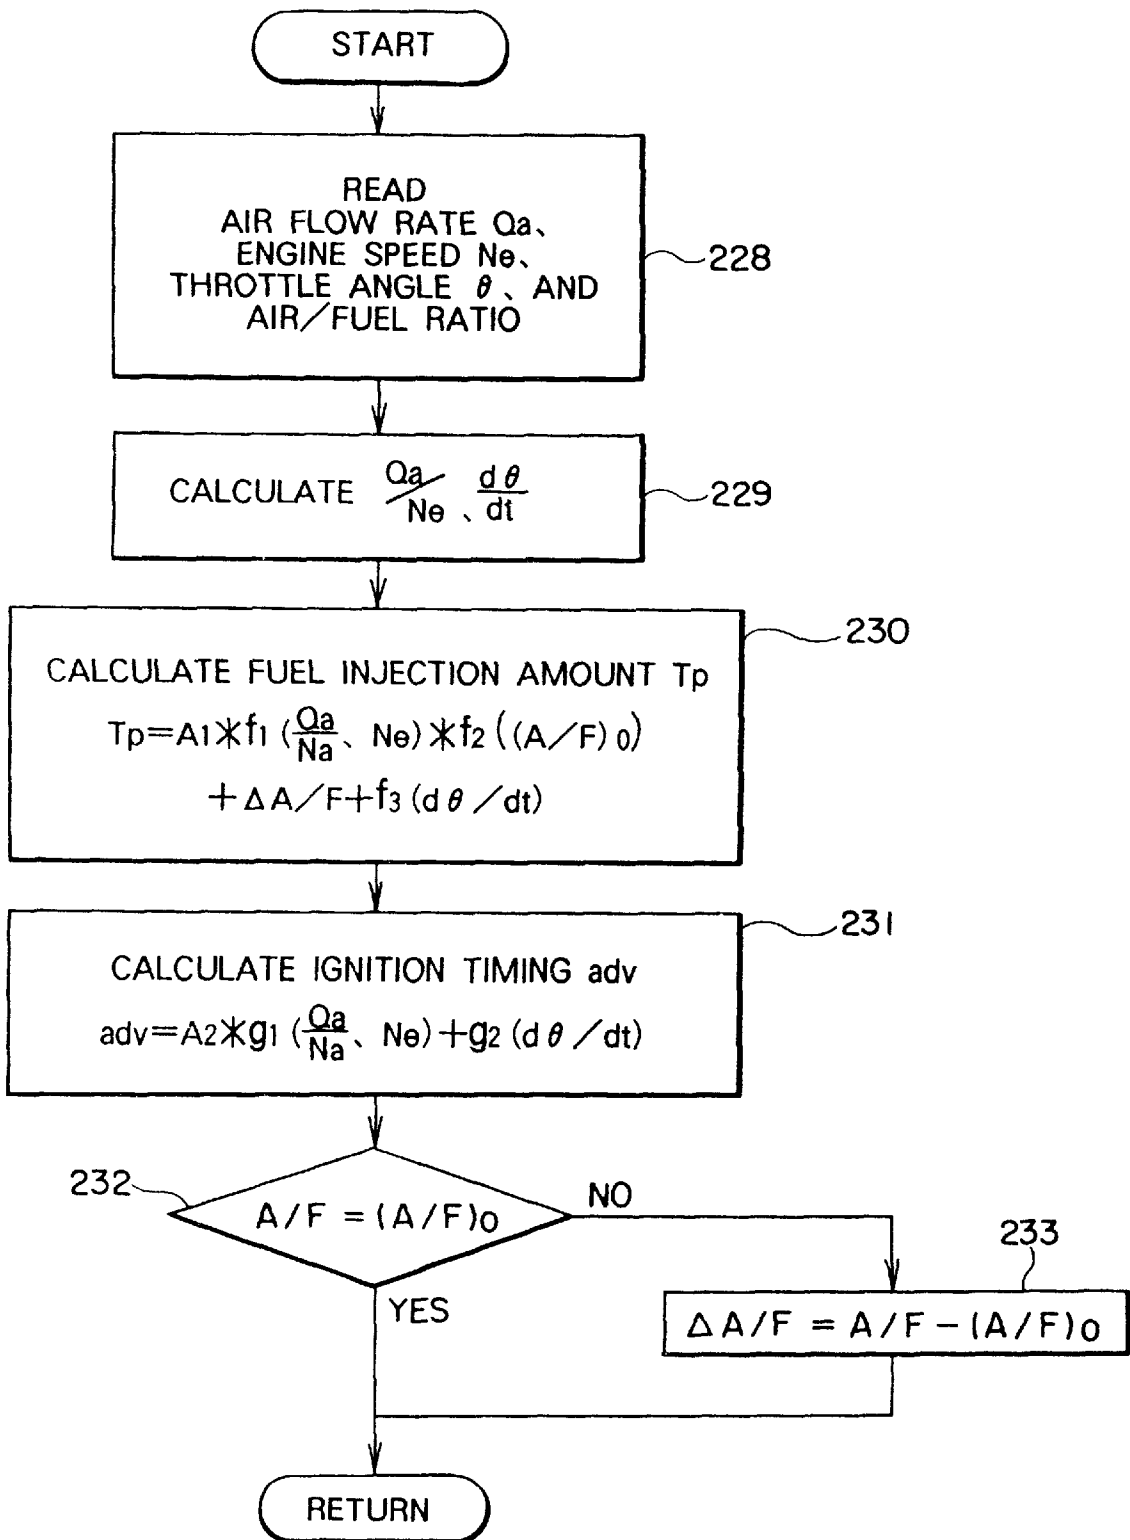 START
READ
AIR FLOW RATE Qa、
ENGINE SPEED Ne、
THROTTLE ANGLE θ、AND
AIR/FUEL RATIO
228
CALCULATE Qa/Ne、dθ/dt
229
230
CALCULATE FUEL INJECTION AMOUNT Tp
Tp=A1*f1(Qa/Na、Ne)*f2((A/F)0)
+ΔA/F+f3(dθ/dt)
231
CALCULATE IGNITION TIMING adv
adv=A2*g1(Qa/Na、Ne)+g2(dθ/dt)
232
A/F=(A/F)0
NO
233
YES
ΔA/F=A/F-(A/F)0
RETURN